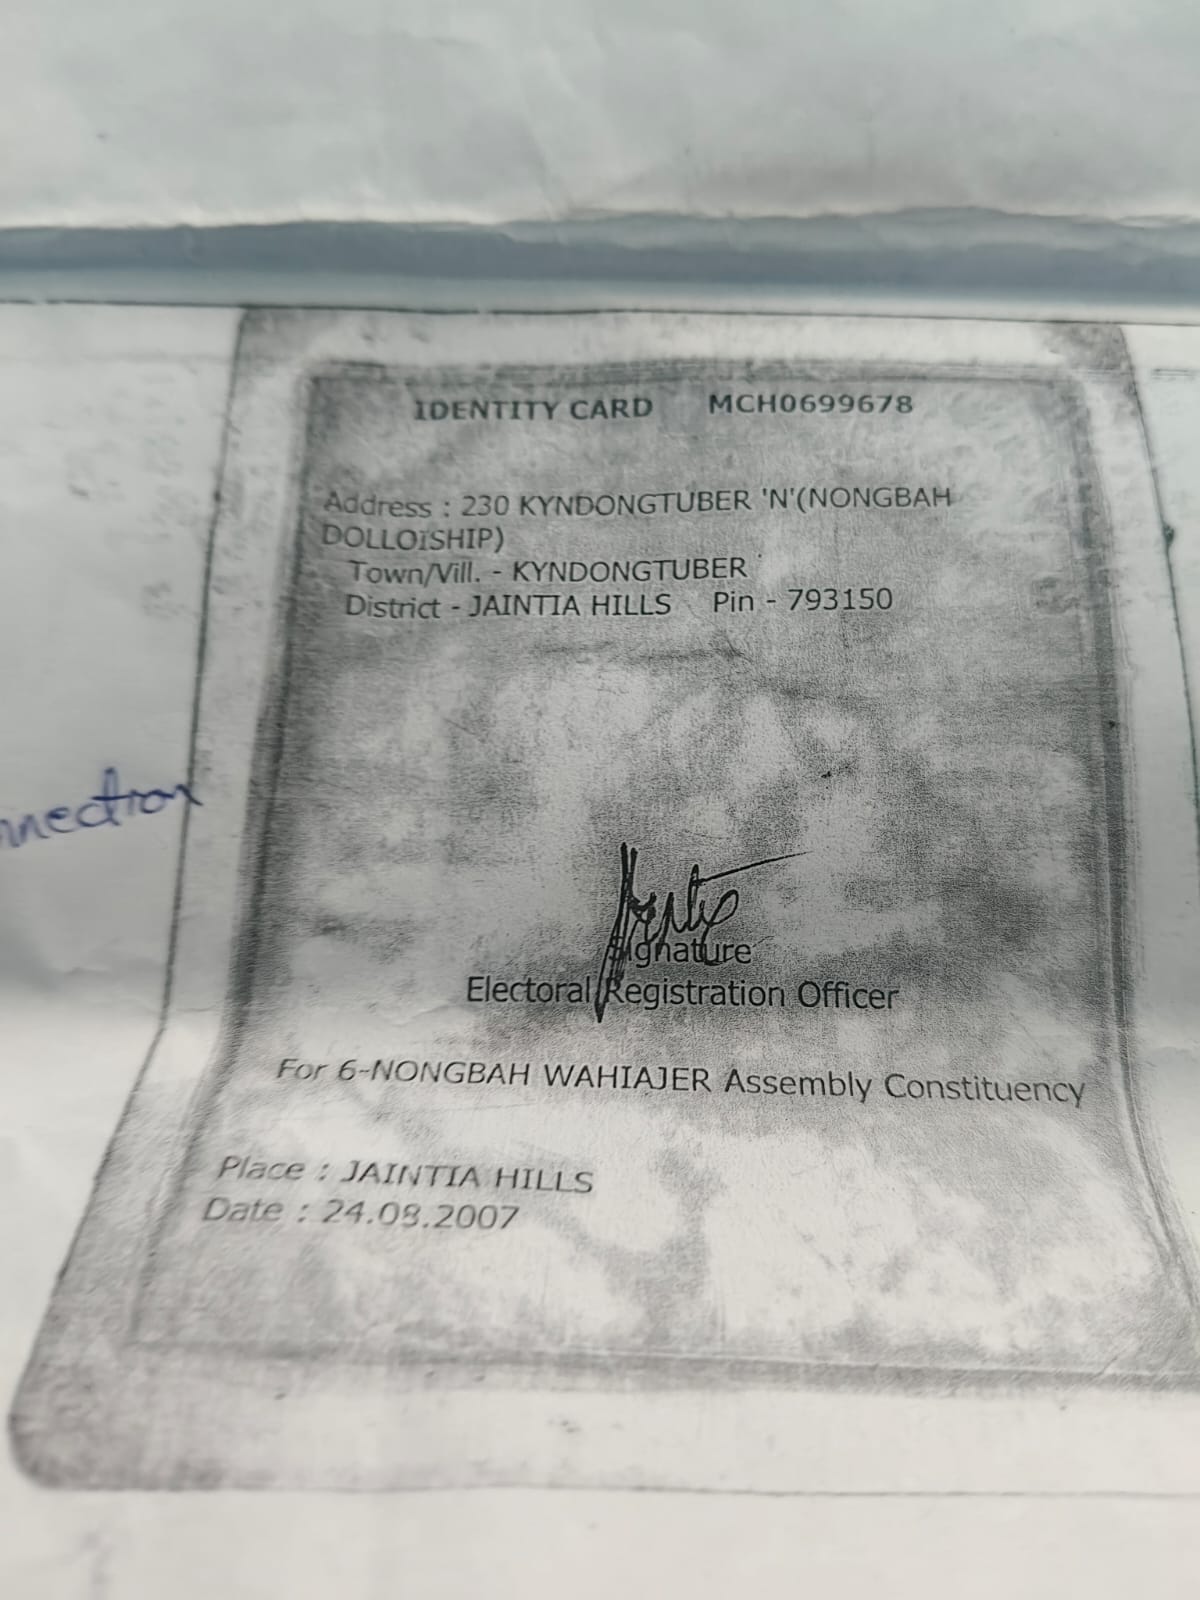 IDENTITY CARD MCH0699678
Address : 230 KYNDONGTUBER 'N'(NONGBAH
DOLLOISHIP)
Town/Vill. - KYNDONGTUBER
District - JAINTIA HILLS Pin - 793150
nnection
Signature
Electoral Registration Officer
For 6-NONGBAH WAHIAJER Assembly Constituency
Place : JAINTIA HILLS
Date : 24.08.2007